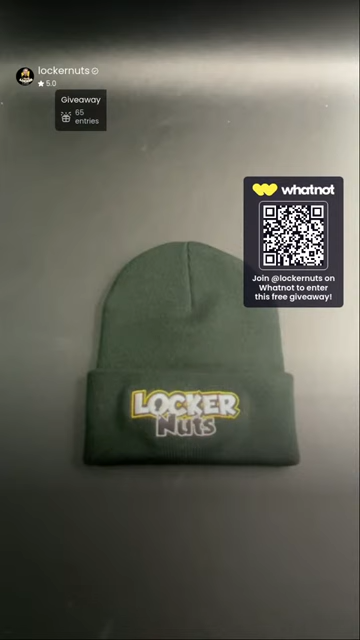 lockernuts
5.0
Giveaway
65
entries
whatnot
Join @lockernuts on
Whatnot to enter
this free giveaway!
LOCKER
Nuts